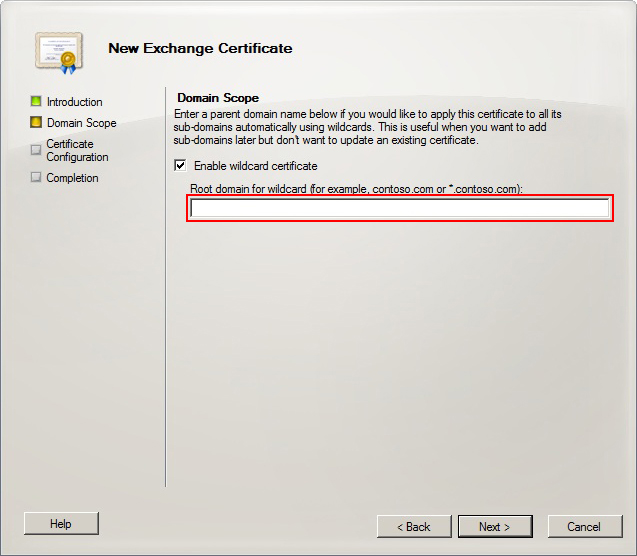 New Exchange Certificate
Introduction
Domain Scope
Certificate
Configuration
Completion
Domain Scope
Enter a parent domain name below if you would like to apply this certificate to all its
sub-domains automatically using wildcards. This is useful when you want to add
sub-domains later but don't want to update an existing certificate.
Enable wildcard certificate
Root domain for wildcard (for example, contoso.com or *.contoso.com):
Help
< Back
Next >
Cancel